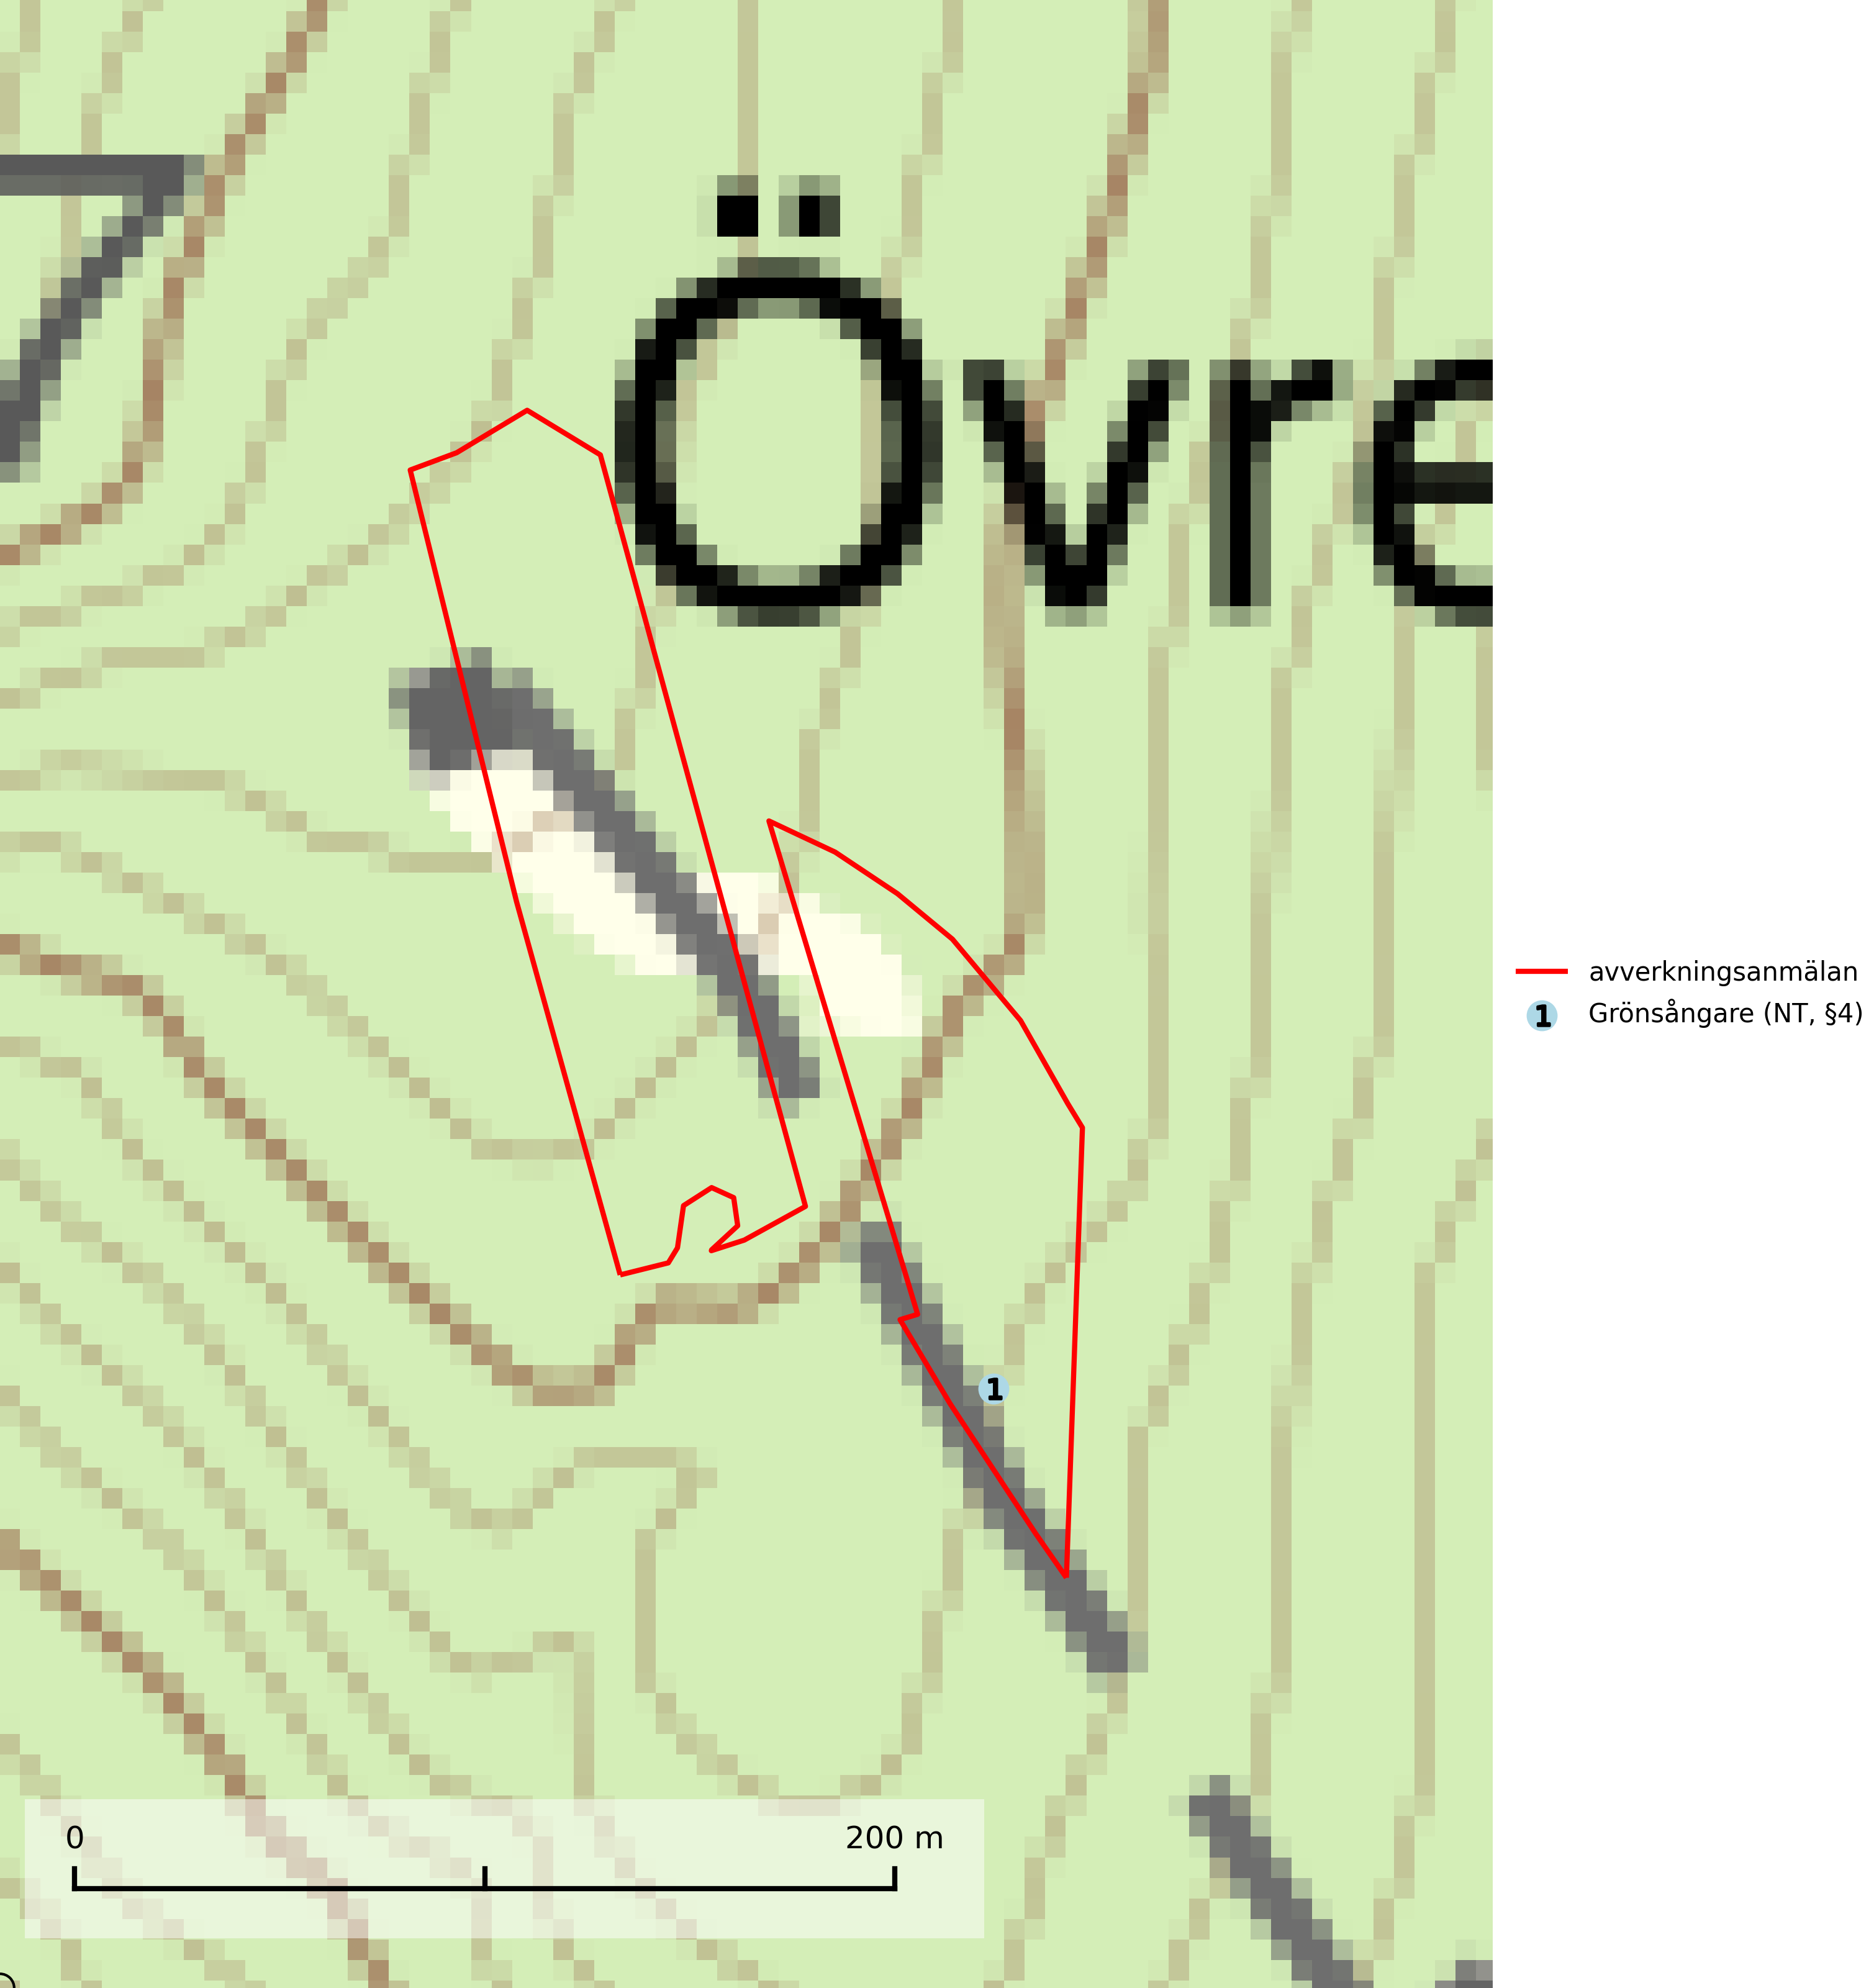 Övre
avverkningsanmälan
1 Grönsångare (NT, §4)
1
0 200 m